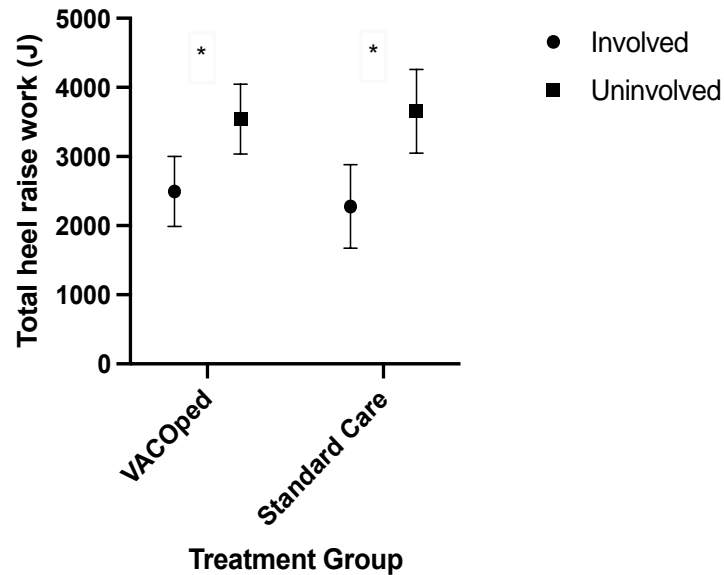 Total heel raise work (J)
5000
4000
3000
2000
1000
0
*
*
Involved
Uninvolved
VACOped
Standard Care
Treatment Group